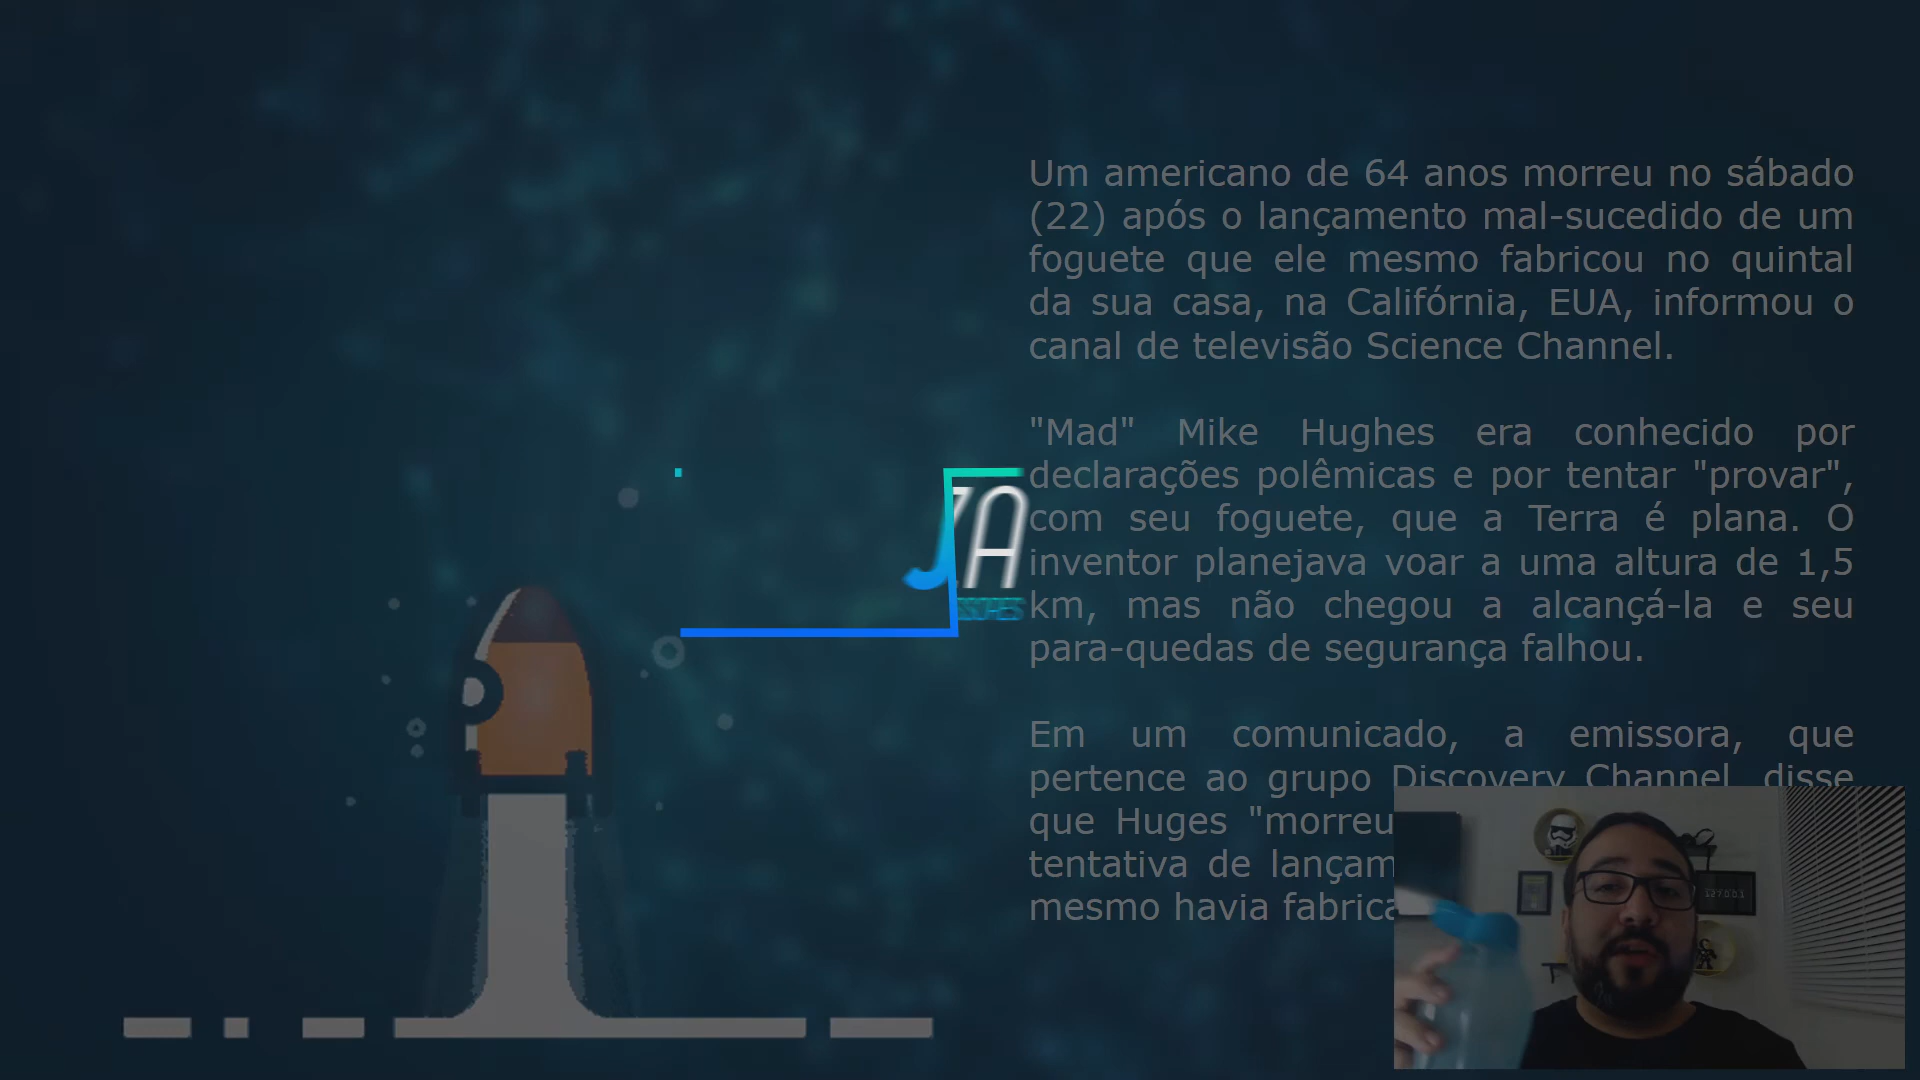 Um americano de 64 anos morreu no sábado
(22) após o lançamento mal-sucedido de um
foguete que ele mesmo fabricou no quintal
da sua casa, na Califórnia, EUA, informou o
canal de televisão Science Channel.
"Mad" Mike Hughes era conhecido por
declarações polêmicas e por tentar "provar",
com seu foguete, que a Terra é plana. O
inventor planejava voar a uma altura de 1,5
km, mas não chegou a alcançá-la e seu
para-quedas de segurança falhou.
JA
Em um comunicado, a emissora, que
pertence ao grupo Discovery Channel, disse
que Huges "morreu
tentativa de
mesmo havia